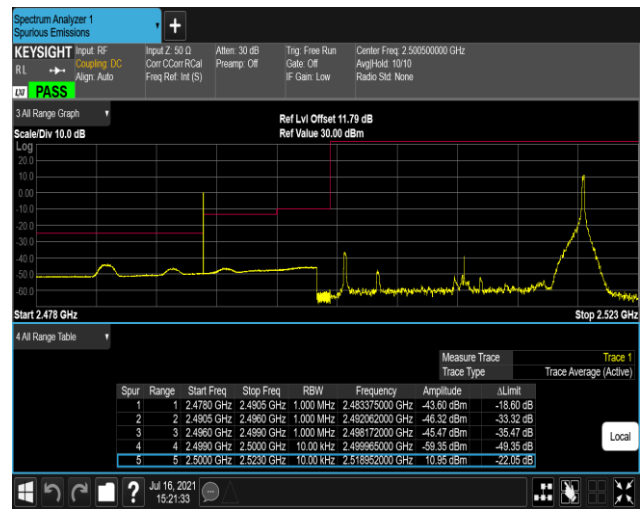 Spectrum Analyzer 1
Spurious Emissions
KEYSIGHT Input: RF Input Z: 50 Ω Atten: 30 dB Trig: Free Run Center Freq: 2.500500000 GHz
RL Coupling: DC Corr CCorr RCal Preamp: Off Gate: Off Avg|Hold: 10/10
Align: Auto Freq Ref: Int (S) IF Gain: Low Radio Std: None
LXI PASS
3 All Range Graph
Ref Lvl Offset 11.79 dB
Scale/Div 10.0 dB Ref Value 30.00 dBm
Log
20.0
10.0
0.00
-10.0
-20.0
-30.0
-40.0
-50.0
-60.0
Start 2.478 GHz Stop 2.523 GHz
4 All Range Table
Measure Trace Trace 1
Trace Type Trace Average (Active)
Spur Range Start Freq Stop Freq RBW Frequency Amplitude ΔLimit
1 1 2.4780 GHz 2.4905 GHz 1.000 MHz 2.483375000 GHz -43.60 dBm -18.60 dB
2 2 2.4905 GHz 2.4960 GHz 1.000 MHz 2.492062000 GHz -46.32 dBm -33.32 dB
3 3 2.4960 GHz 2.4990 GHz 1.000 MHz 2.498172000 GHz -45.47 dBm -35.47 dB
4 4 2.4990 GHz 2.5000 GHz 10.00 kHz 2.499965000 GHz -59.35 dBm -49.35 dB
5 5 2.5000 GHz 2.5230 GHz 10.00 kHz 2.518952000 GHz 10.95 dBm -22.05 dB
Local
? Jul 16, 2021
15:21:33